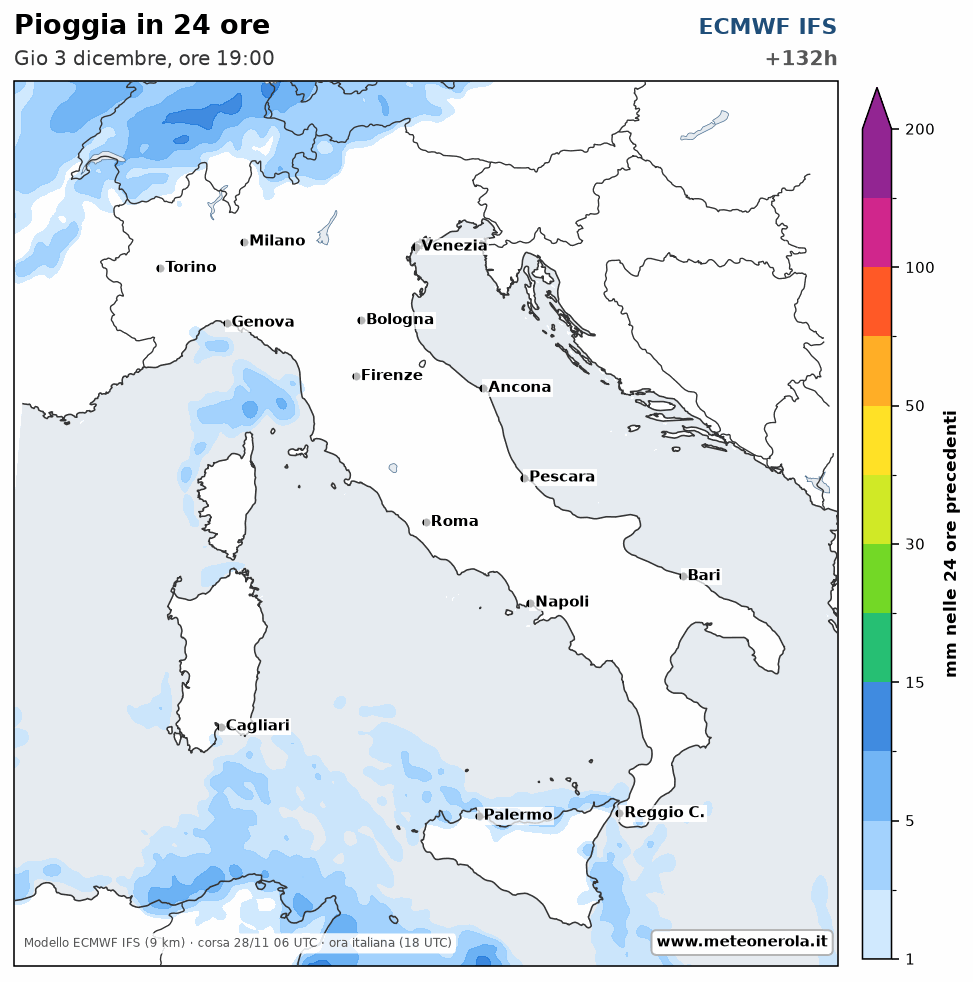 Pioggia in 24 ore
ECMWF IFS
Gio 3 dicembre, ore 19:00
+132h
Milano
Venezia
Torino
Genova
Bologna
Firenze
Ancona
Pescara
Roma
Bari
Napoli
Cagliari
Palermo
Reggio C.
200
100
50
30
15
5
1
mm nelle 24 ore precedenti
Modello ECMWF IFS (9 km) · corsa 28/11 06 UTC · ora italiana (18 UTC)
www.meteonerola.it